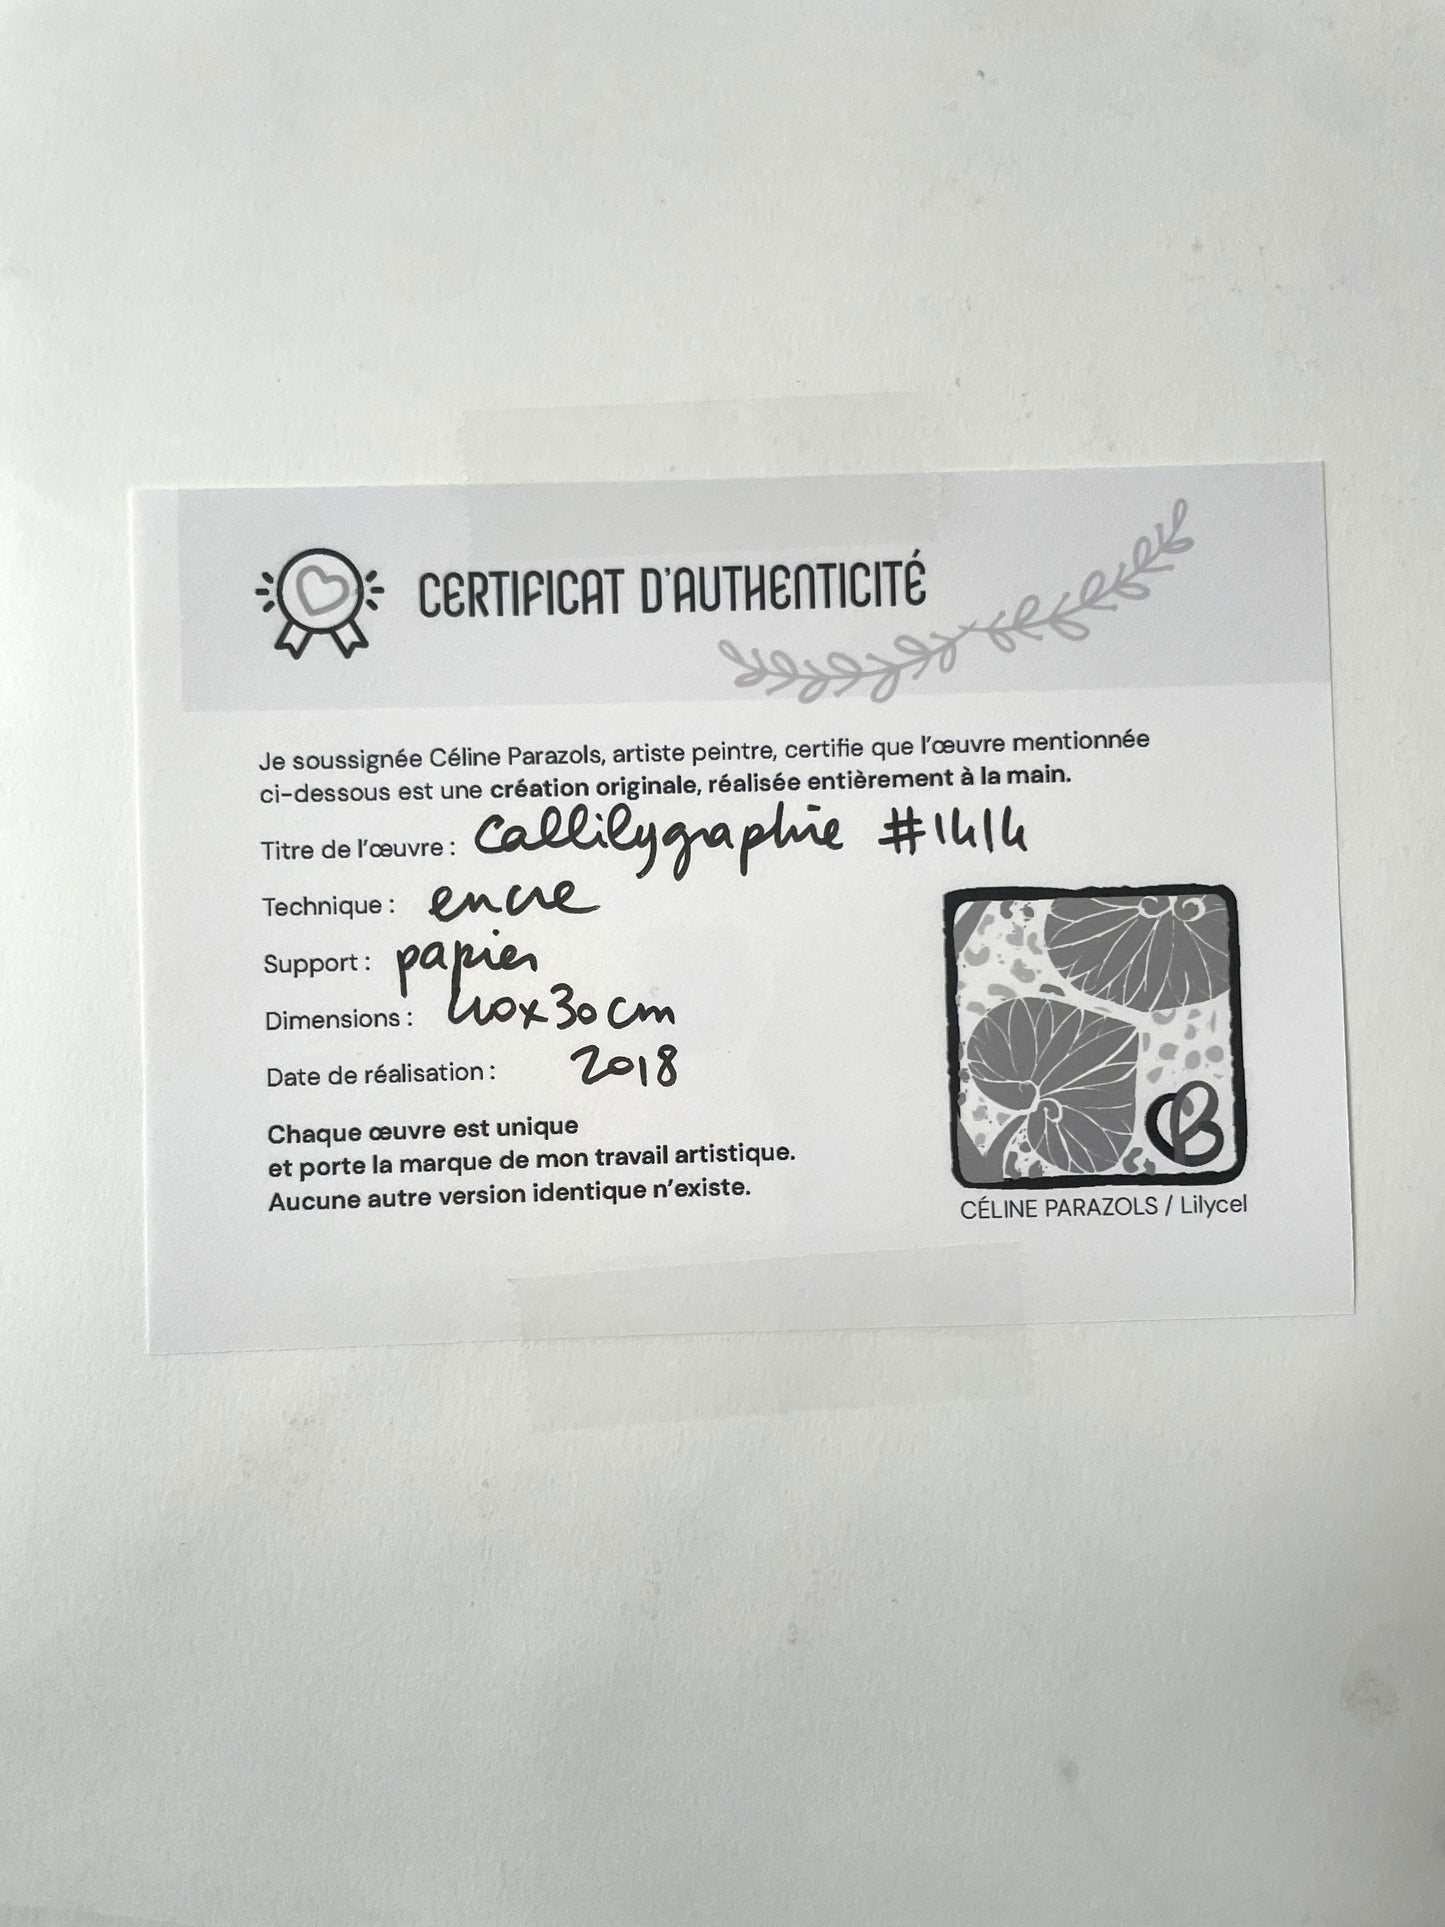 CERTIFICAT D'AUTHENTICITÉ
Je soussignée Céline Parazols, artiste peintre, certifie que l'œuvre mentionnée
ci-dessous est une création originale, réalisée entièrement à la main.
Titre de l'œuvre : Callilygraphie #1414
Technique : encre
Support : papier
Dimensions : 40x30cm
Date de réalisation : 2018
Chaque œuvre est unique
et porte la marque de mon travail artistique.
Aucune autre version identique n'existe.
CÉLINE PARAZOLS / Lilycel